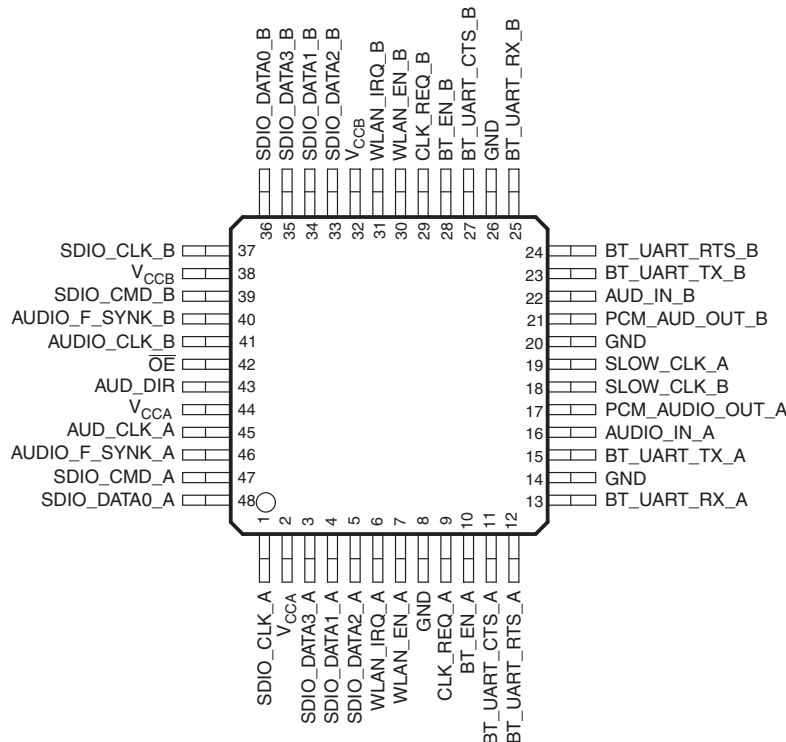 SDIO_DATA0_B
SDIO_DATA3_B
SDIO_DATA1_B
SDIO_DATA2_B
VCCB
WLAN_IRQ_B
WLAN_EN_B
CLK_REQ_B
BT_EN_B
BT_UART_CTS_B
GND
BT_UART_RX_B
36 35 34 33 32 31 30 29 28 27 26 25
SDIO_CLK_B 37
VCCB 38
SDIO_CMD_B 39
AUDIO_F_SYNK_B 40
AUDIO_CLK_B 41
O̅E̅ 42
AUD_DIR 43
VCCA 44
AUD_CLK_A 45
AUDIO_F_SYNK_A 46
SDIO_CMD_A 47
SDIO_DATA0_A 48
24 BT_UART_RTS_B
23 BT_UART_TX_B
22 AUD_IN_B
21 PCM_AUD_OUT_B
20 GND
19 SLOW_CLK_A
18 SLOW_CLK_B
17 PCM_AUDIO_OUT_A
16 AUDIO_IN_A
15 BT_UART_TX_A
14 GND
13 BT_UART_RX_A
1 2 3 4 5 6 7 8 9 10 11 12
SDIO_CLK_A
VCCA
SDIO_DATA3_A
SDIO_DATA1_A
SDIO_DATA2_A
WLAN_IRQ_A
WLAN_EN_A
GND
CLK_REQ_A
BT_EN_A
BT_UART_CTS_A
BT_UART_RTS_A